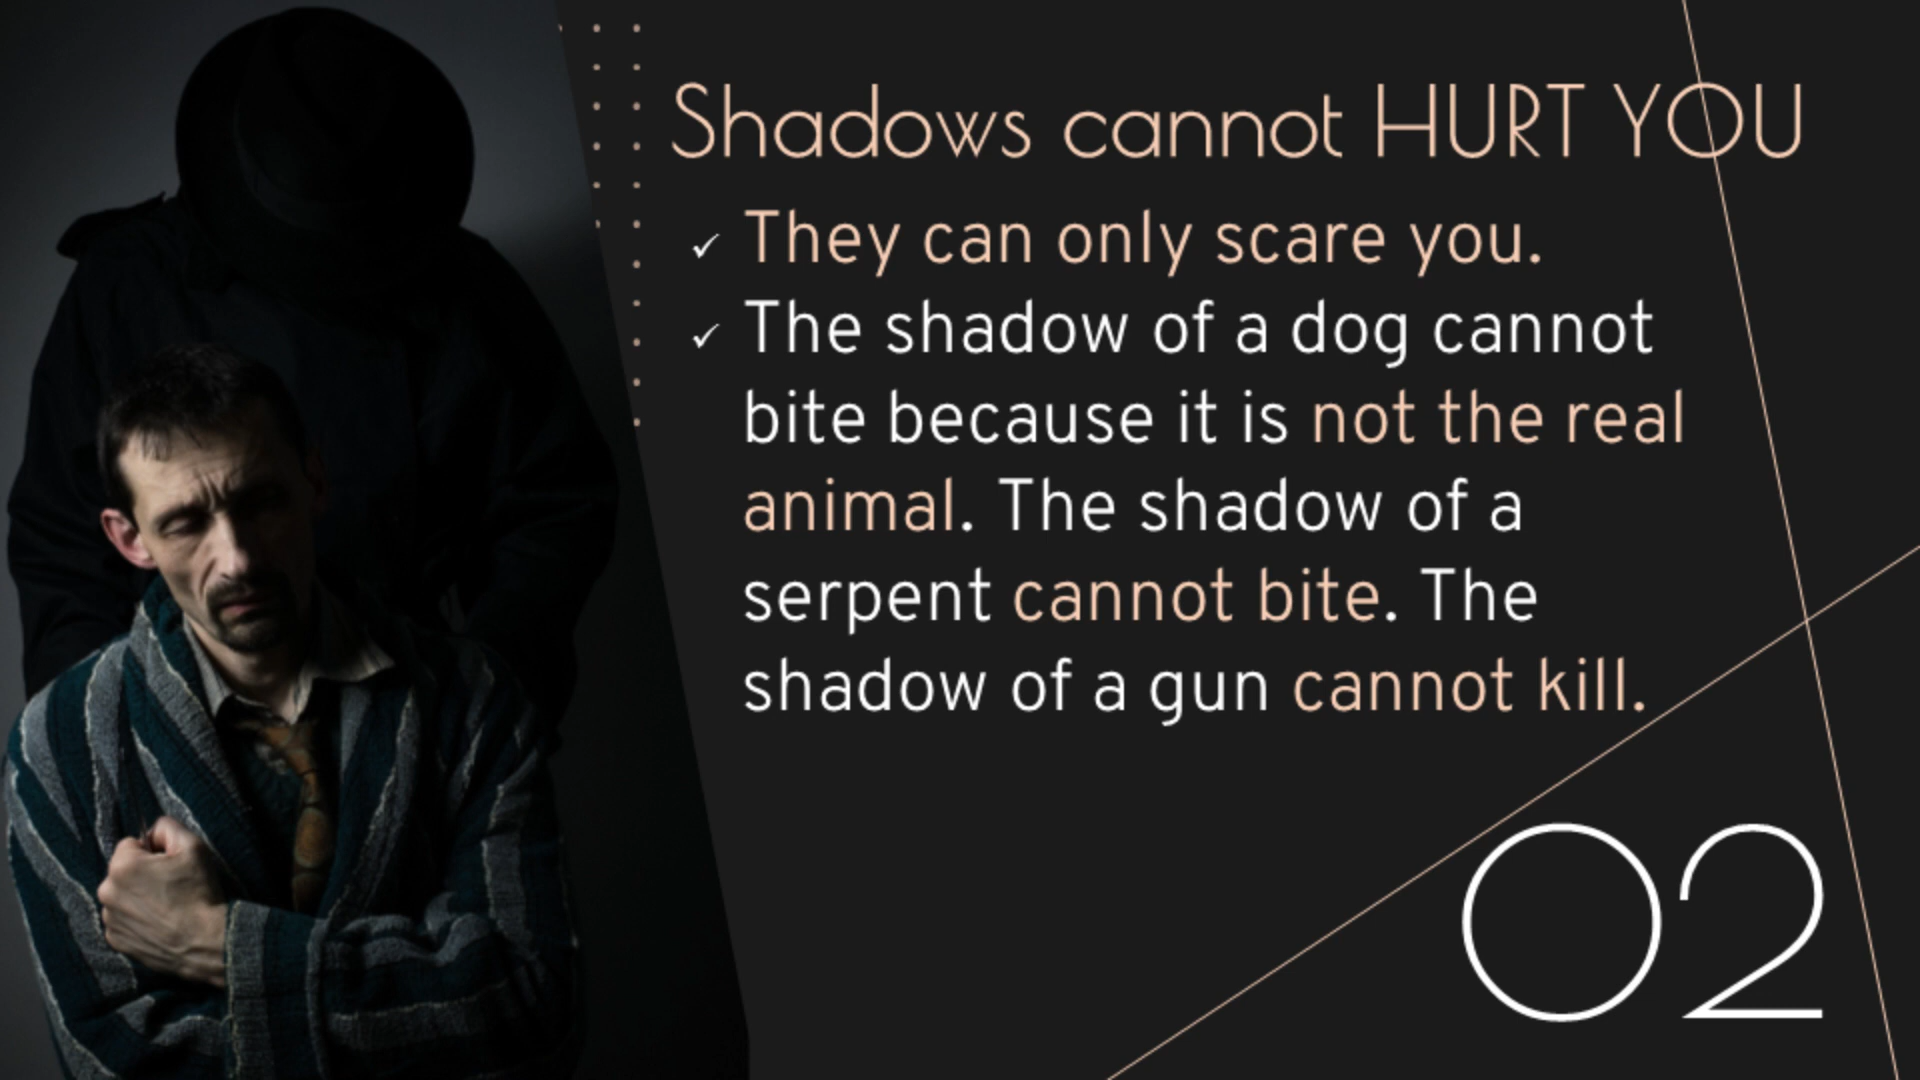 Shadows cannot HURT YOU
✓ They can only scare you.
✓ The shadow of a dog cannot
bite because it is not the real
animal. The shadow of a
serpent cannot bite. The
shadow of a gun cannot kill.
02